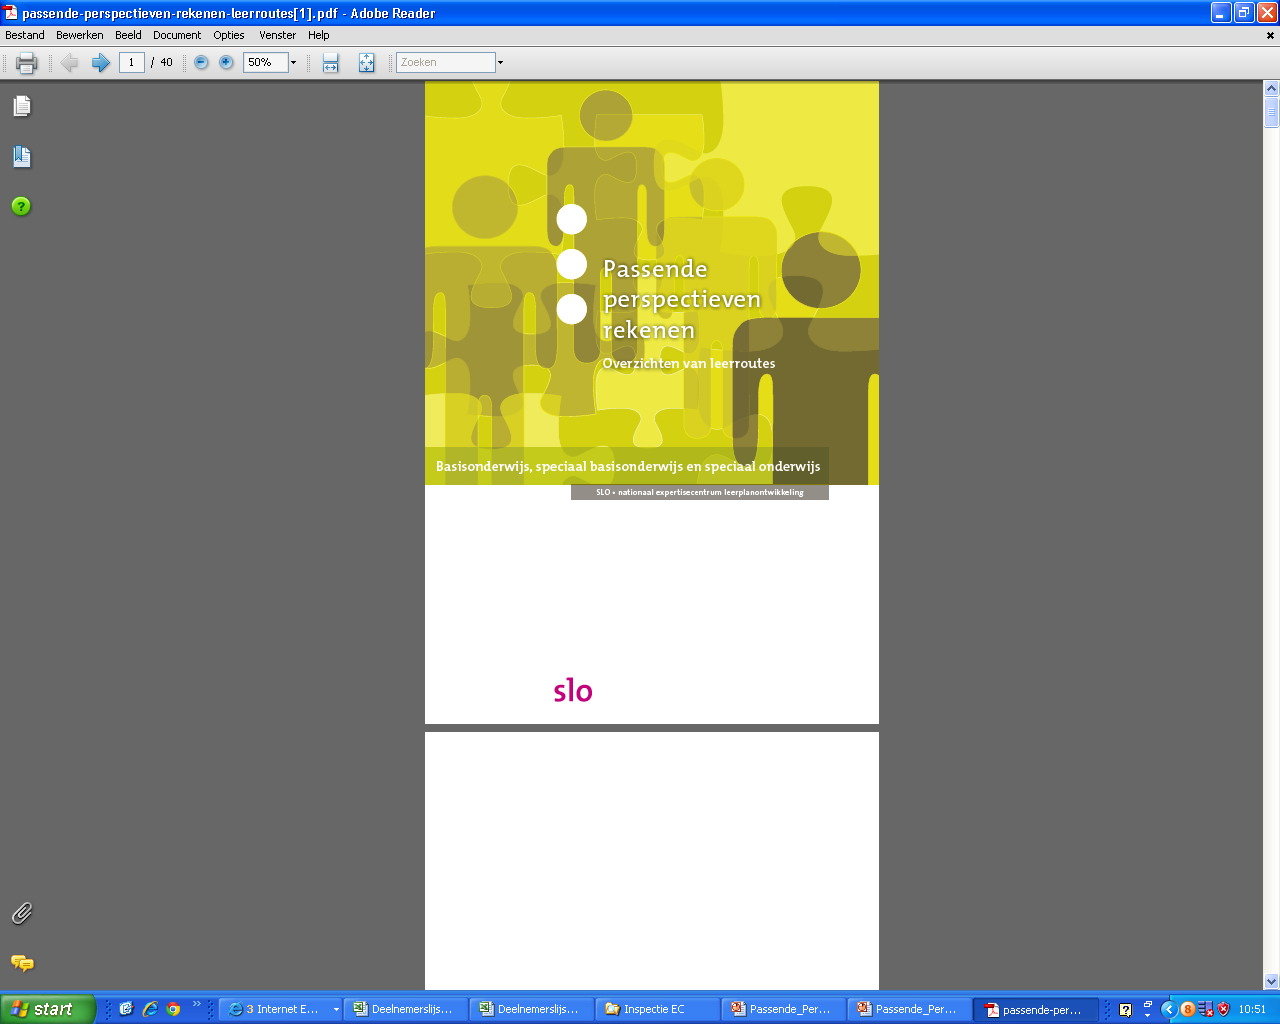 passende-perspectieven-rekenen-leerroutes[1].pdf - Adobe Reader
Bestand Bewerken Beeld Document Opties Venster Help
1 / 40 50% Zoeken
Passende
perspectieven
rekenen
Overzichten van leerroutes
Basisonderwijs, speciaal basisonderwijs en speciaal onderwijs
SLO • nationaal expertisecentrum leerplanontwikkeling
slo
start 3 Internet E... Deelnemerslijs... Deelnemerslijs... Inspectie EC Passende_Per... Passende_Per... passende-per... 10:51